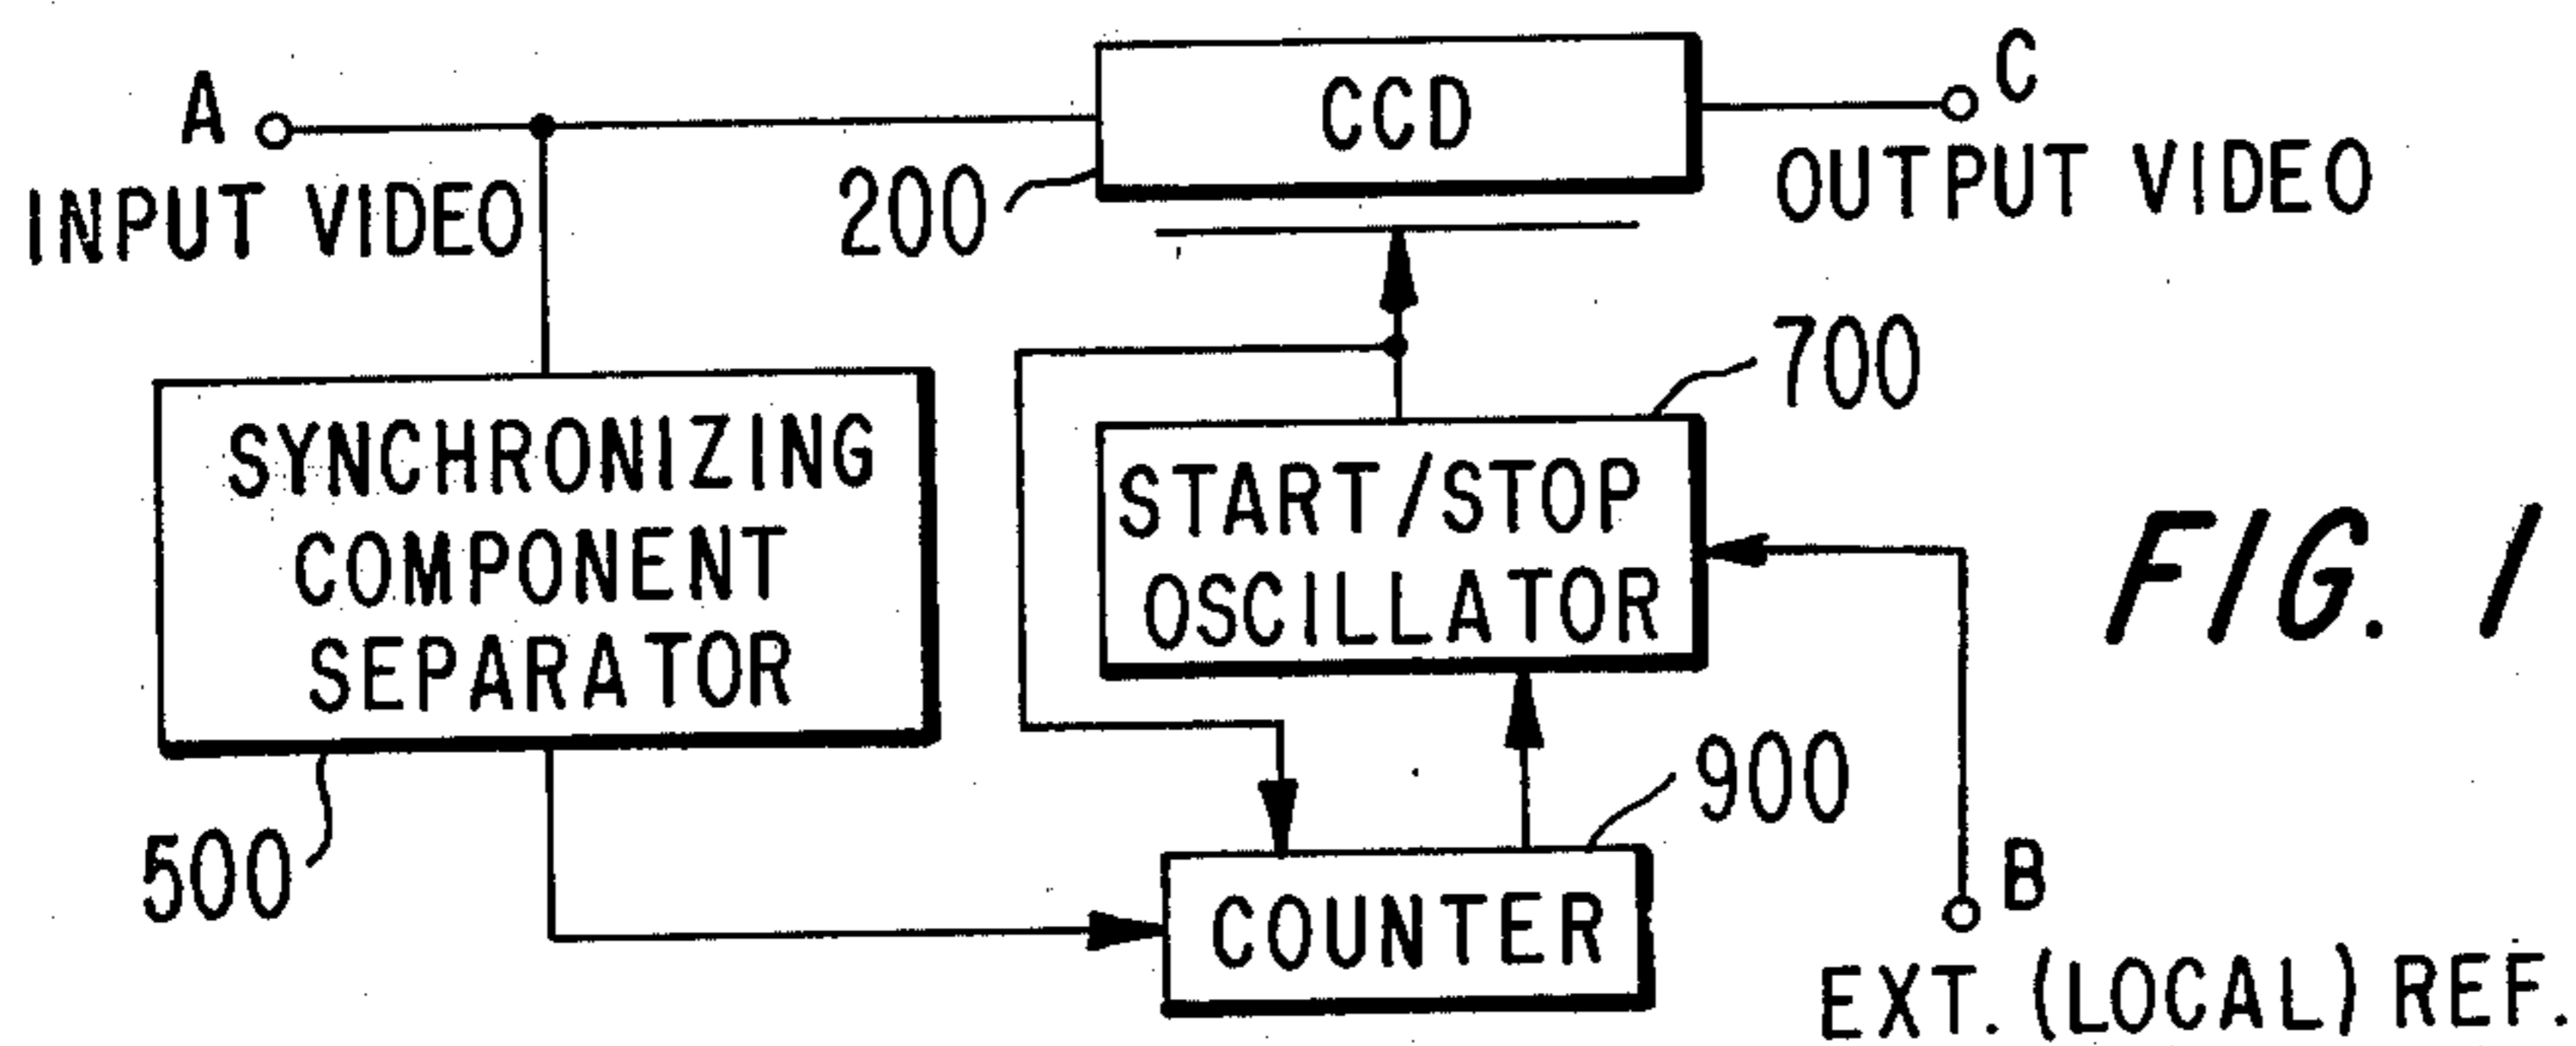 A
INPUT VIDEO
CCD
200
C
OUTPUT VIDEO
SYNCHRONIZING
COMPONENT
SEPARATOR
500
START/STOP
OSCILLATOR
700
COUNTER
900
B
EXT. (LOCAL) REF.
FIG. 1